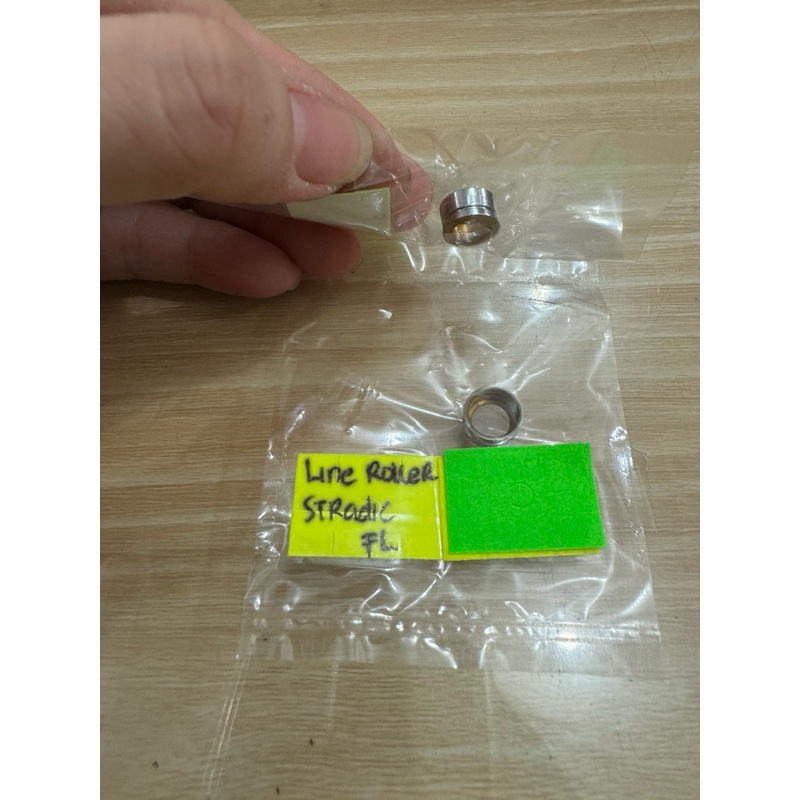 Line Roller
STRadic
FL